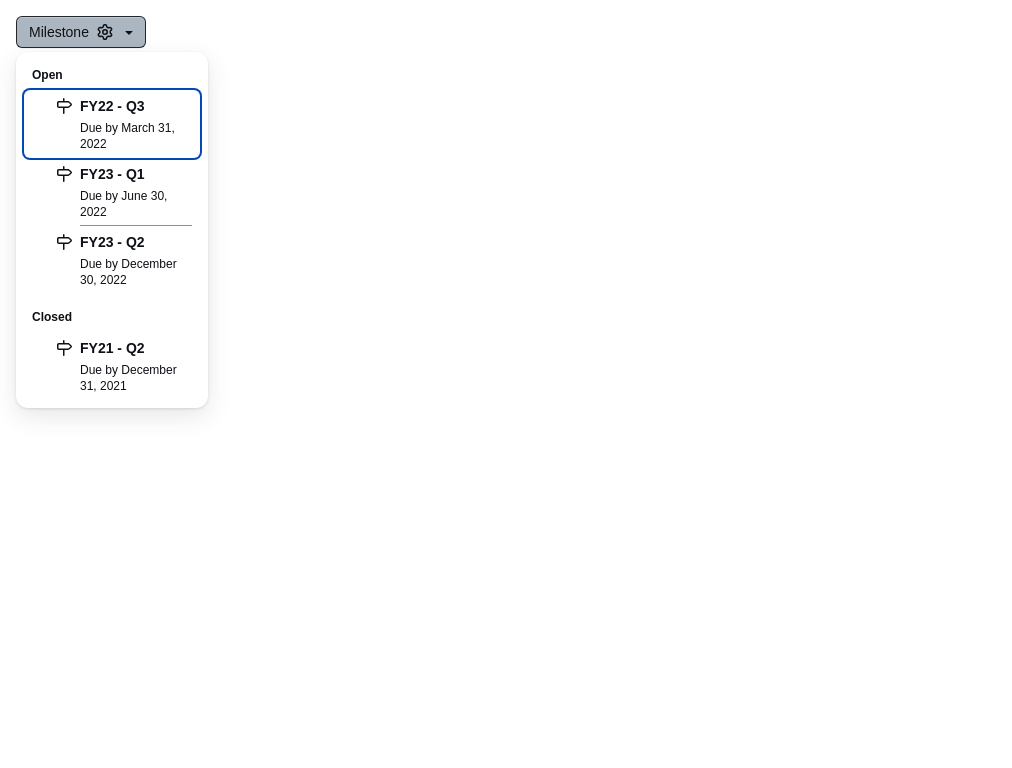 Milestone
Open
FY22 - Q3
Due by March 31,
2022
FY23 - Q1
Due by June 30,
2022
FY23 - Q2
Due by December
30, 2022
Closed
FY21 - Q2
Due by December
31, 2021